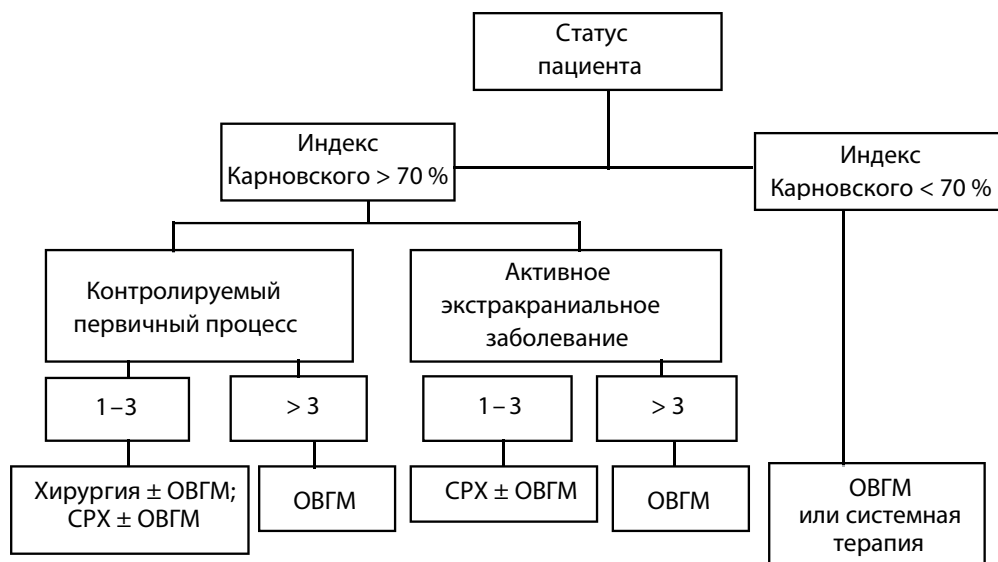 Статус
пациента
Индекс
Карновского > 70 %
Индекс
Карновского < 70 %
Контролируемый
первичный процесс
Активное
экстракраниальное
заболевание
1–3
> 3
1–3
> 3
Хирургия ± ОВГМ;
СРХ ± ОВГМ
ОВГМ
СРХ ± ОВГМ
ОВГМ
ОВГМ
или системная
терапия